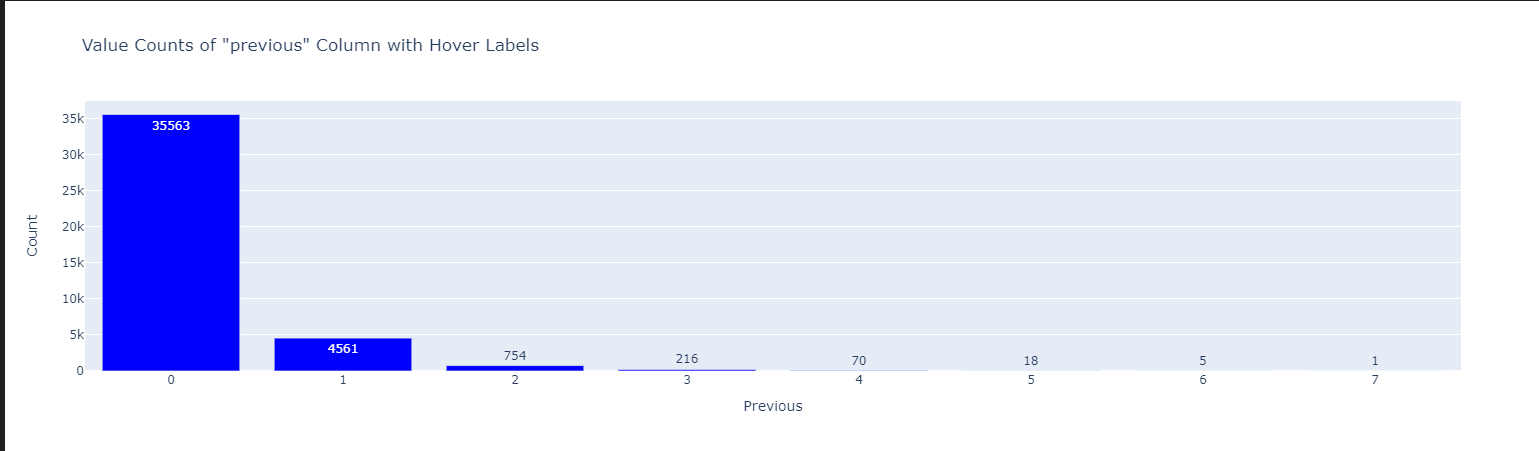 Value Counts of "previous" Column with Hover Labels
35k
30k
25k
20k
15k
10k
5k
0
Count
35563
4561
754
216
70
18
5
1
0 1 2 3 4 5 6 7
Previous